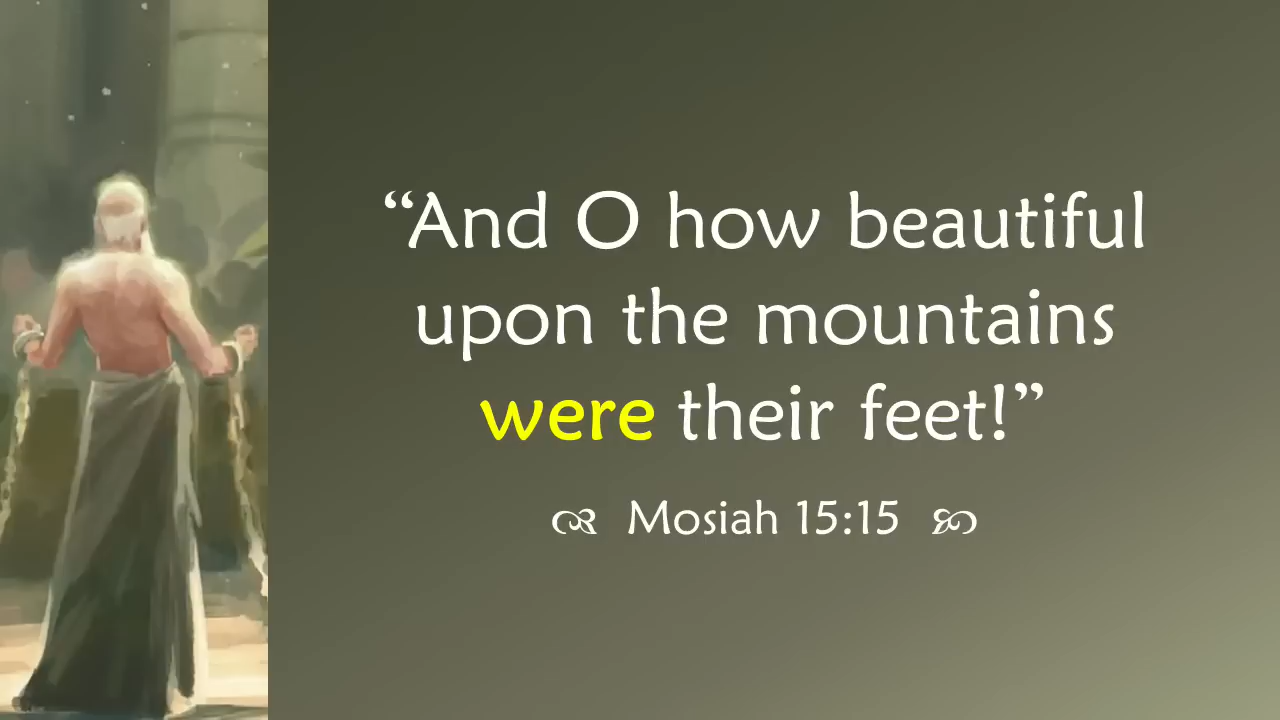 “And O how beautiful
upon the mountains
were their feet!”
Mosiah 15:15